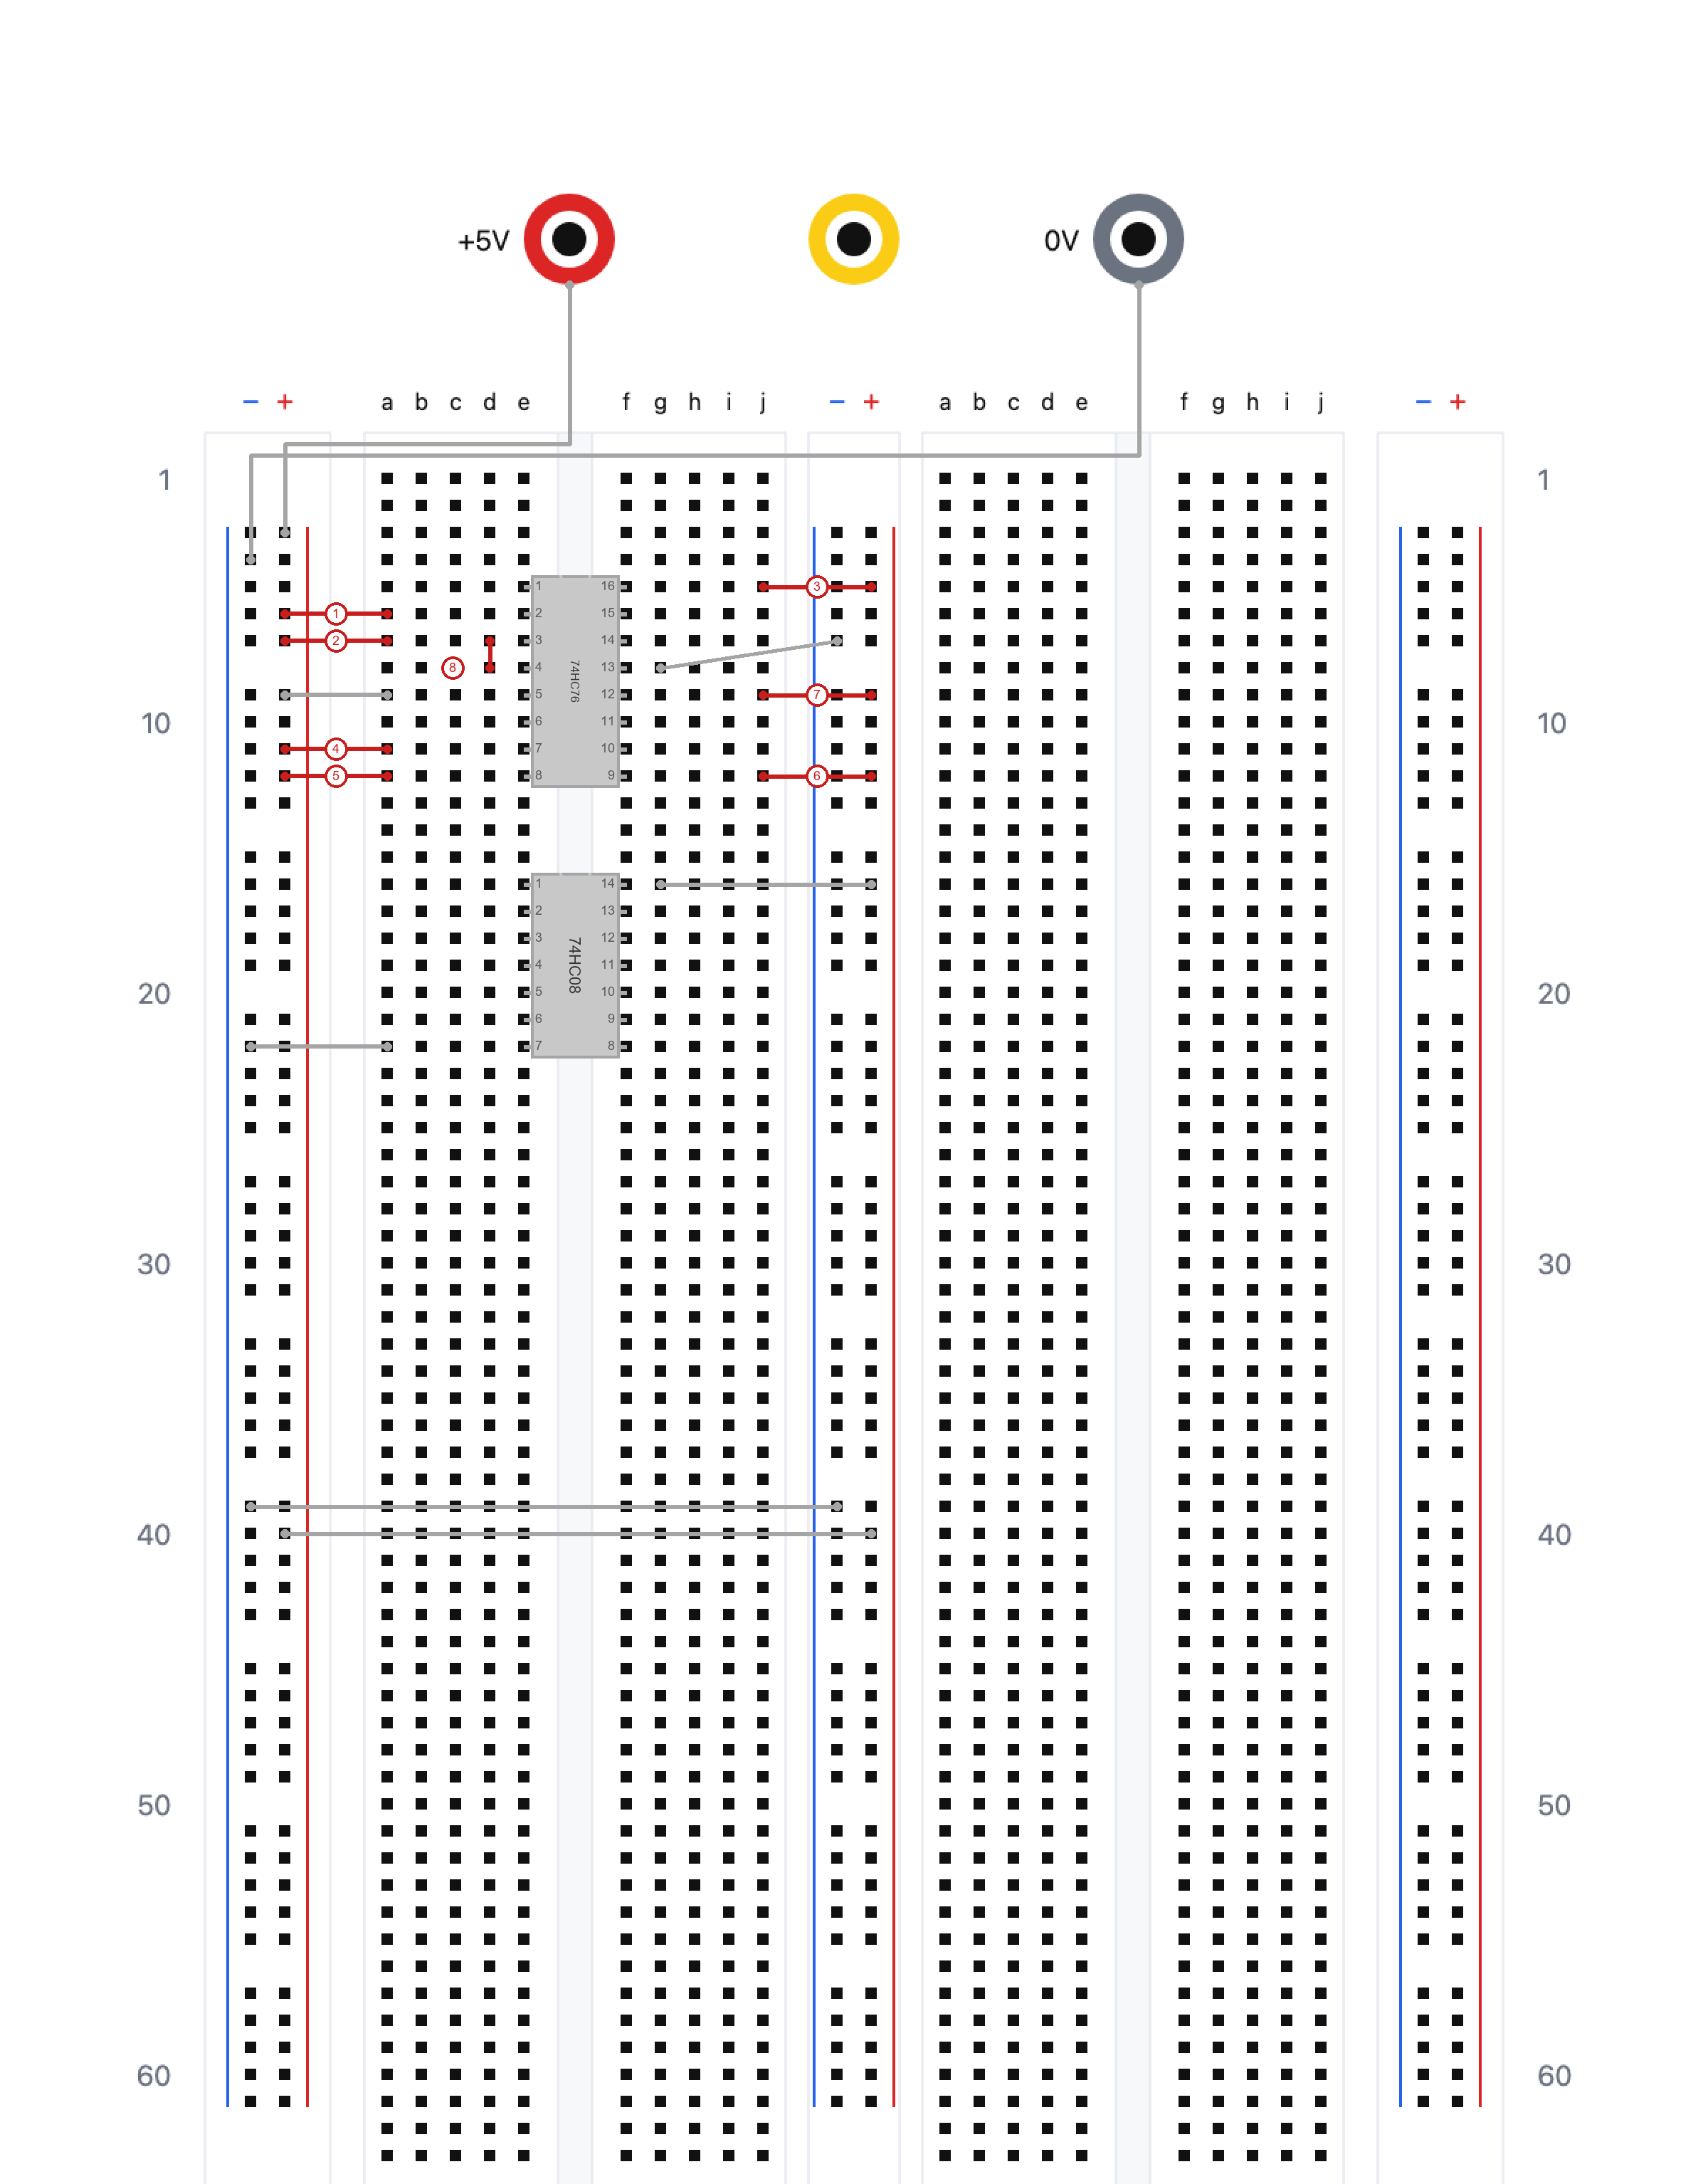 +5V 0V
− + a b c d e f g h i j − + a b c d e f g h i j − +
1 1
1 16 3
1 2 15
2 3 14
8 4 13
5 12 7
10 6 11 10
4 7 10
5 8 9 6
74HC76
1 14
2 13
3 12
4 11
20 5 10 20
6 9
7 8
74HC08
30 30
40 40
50 50
60 60